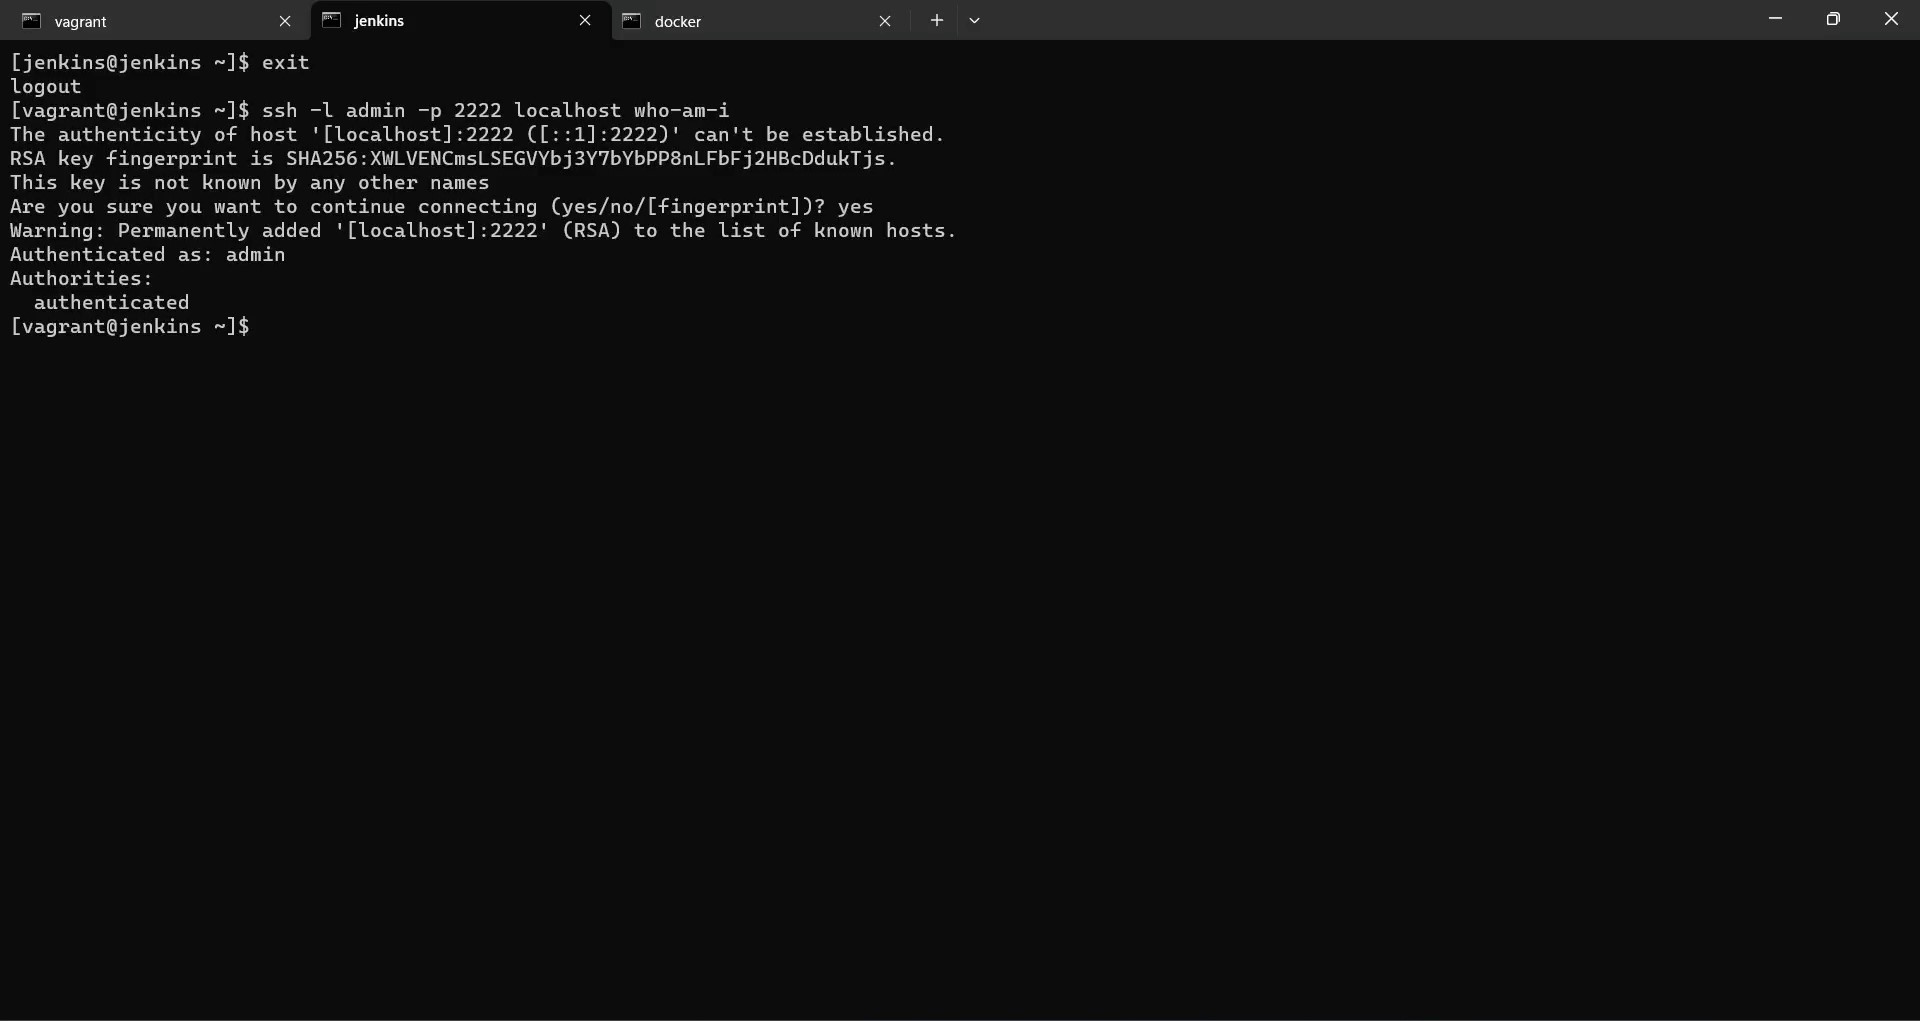 vagrant
jenkins
docker
[jenkins@jenkins ~]$ exit
logout
[vagrant@jenkins ~]$ ssh -l admin -p 2222 localhost who-am-i
The authenticity of host '[localhost]:2222 ([::1]:2222)' can't be established.
RSA key fingerprint is SHA256:XWLVENCmsLSEGVYbj3Y7bYbPP8nLFbFj2HBcDdukTjs.
This key is not known by any other names
Are you sure you want to continue connecting (yes/no/[fingerprint])? yes
Warning: Permanently added '[localhost]:2222' (RSA) to the list of known hosts.
Authenticated as: admin
Authorities:
  authenticated
[vagrant@jenkins ~]$